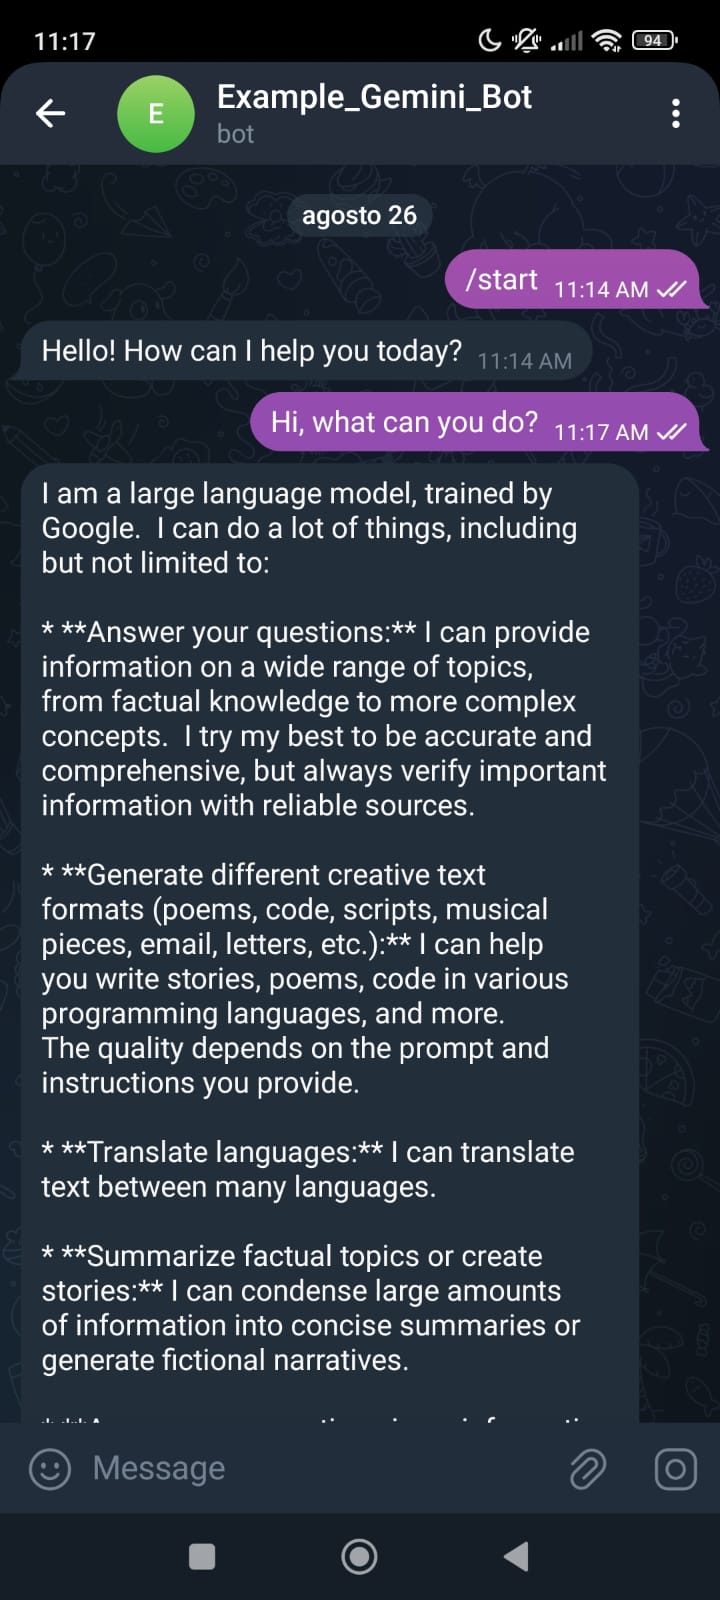 11:17
94
E
Example_Gemini_Bot
bot
agosto 26
/start 11:14 AM
Hello! How can I help you today? 11:14 AM
Hi, what can you do? 11:17 AM
I am a large language model, trained by
Google.  I can do a lot of things, including
but not limited to:
* **Answer your questions:** I can provide
information on a wide range of topics,
from factual knowledge to more complex
concepts.  I try my best to be accurate and
comprehensive, but always verify important
information with reliable sources.
* **Generate different creative text
formats (poems, code, scripts, musical
pieces, email, letters, etc.):** I can help
you write stories, poems, code in various
programming languages, and more.
The quality depends on the prompt and
instructions you provide.
* **Translate languages:** I can translate
text between many languages.
* **Summarize factual topics or create
stories:** I can condense large amounts
of information into concise summaries or
generate fictional narratives.
Message